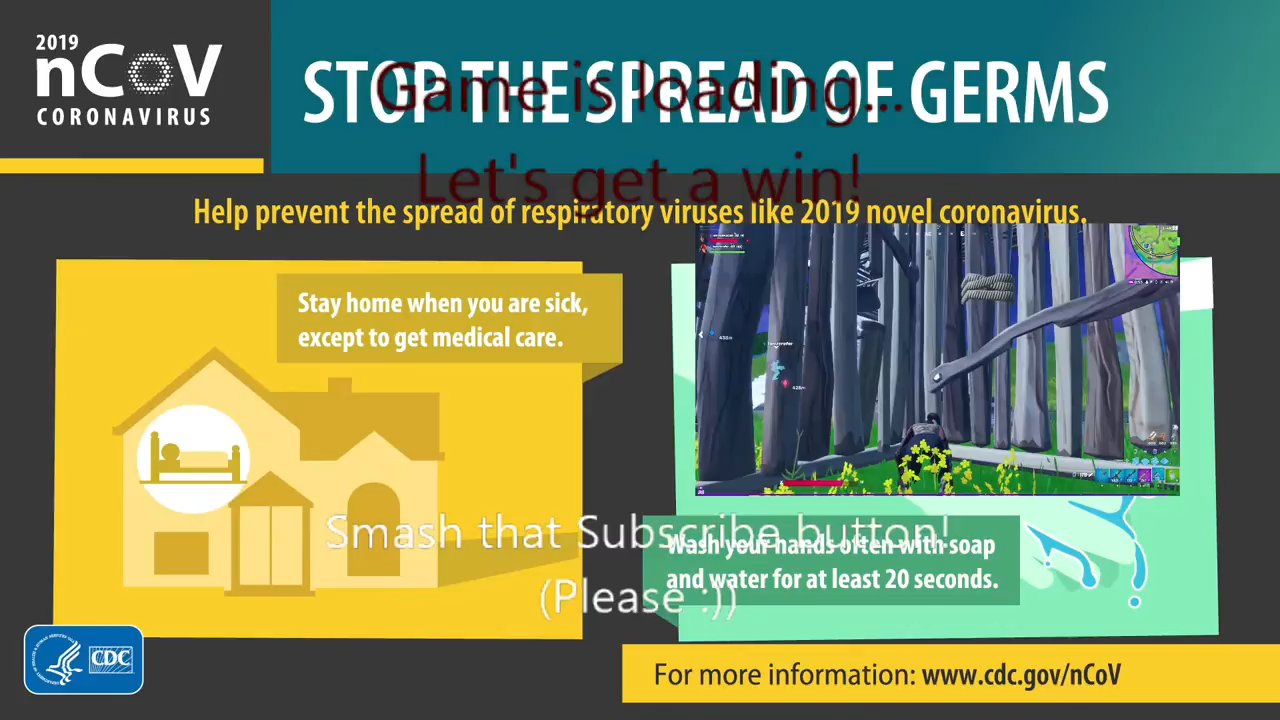 2019
nCoV
CORONAVIRUS
STOP THE SPREAD OF GERMS
Game is loading...
Let's get a win!
Help prevent the spread of respiratory viruses like 2019 novel coronavirus.
Stay home when you are sick,
except to get medical care.
Smash that Subscribe button!
(Please :))
Wash your hands often with soap
and water for at least 20 seconds.
CDC
For more information: www.cdc.gov/nCoV